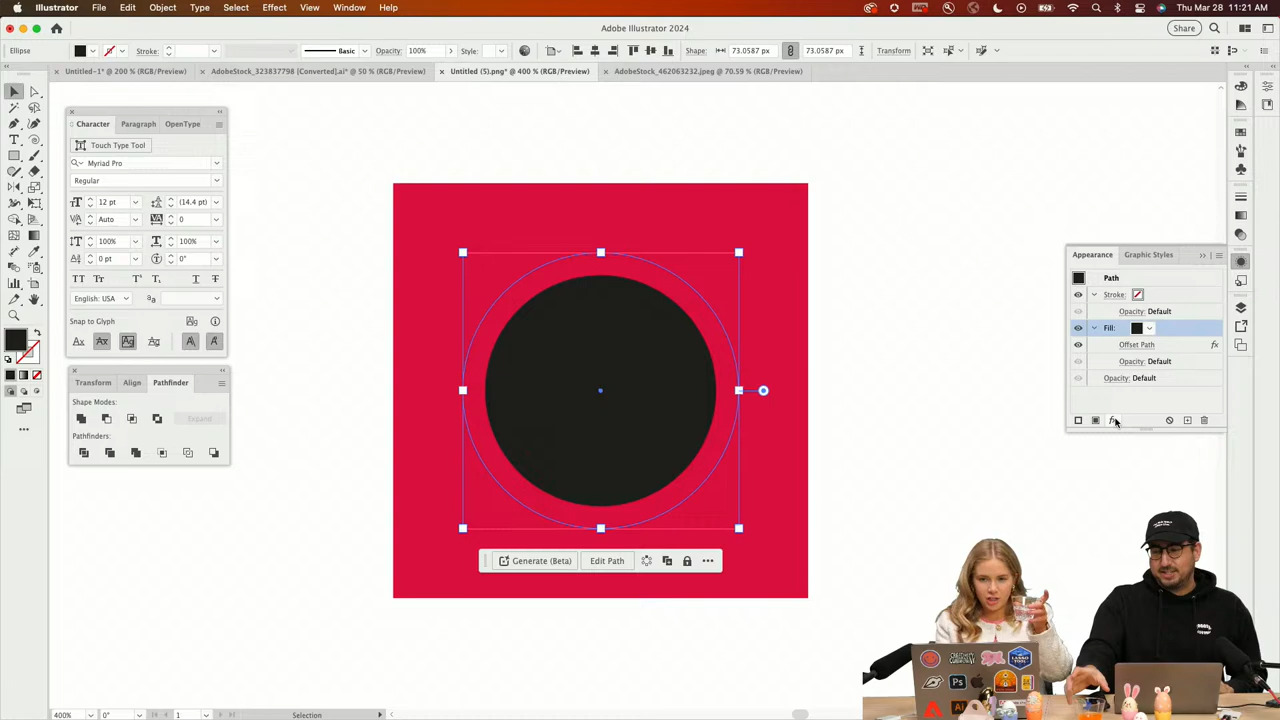 Illustrator File Edit Object Type Select Effect View Window Help Thu Mar 28 11:21 AM
Adobe Illustrator 2024 Share
Ellipse Stroke: Basic Opacity: 100% Style: Shape: 73.0587 px 73.0587 px Transform
Untitled-1* @ 200 % (RGB/Preview) AdobeStock_323837798 [Converted].ai* @ 50 % (RGB/Preview) Untitled (5).png* @ 400 % (RGB/Preview) AdobeStock_462063232.jpeg @ 70.59 % (RGB/Preview)
Character Paragraph OpenType
Touch Type Tool
Myriad Pro
Regular
12 pt (14.4 pt)
Auto 0
100% 100%
0 pt 0°
English: USA
Snap to Glyph
Transform Align Pathfinder
Shape Modes:
Expand
Pathfinders:
Appearance Graphic Styles
Path
Stroke:
Opacity: Default
Fill:
Offset Path fx
Opacity: Default
Opacity: Default
Generate (Beta) Edit Path
LASSO TOOL
Ps
Ai
400% 0° 1 Selection